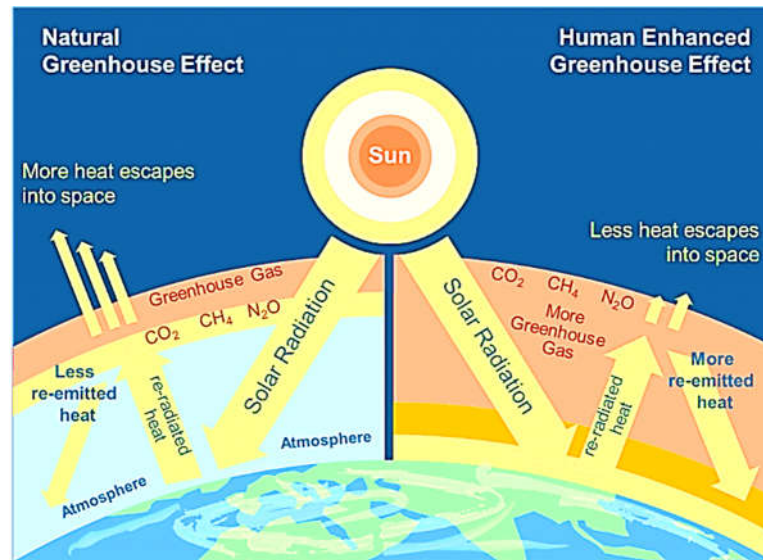 Natural
Greenhouse Effect
Human Enhanced
Greenhouse Effect
Sun
More heat escapes
into space
Less heat escapes
into space
Greenhouse Gas
CO₂ CH₄ N₂O
Solar Radiation
Less
re-emitted
heat
re-radiated
heat
Atmosphere
Atmosphere
CO₂ CH₄ N₂O
More
Greenhouse
Gas
Solar Radiation
re-radiated
heat
More
re-emitted
heat